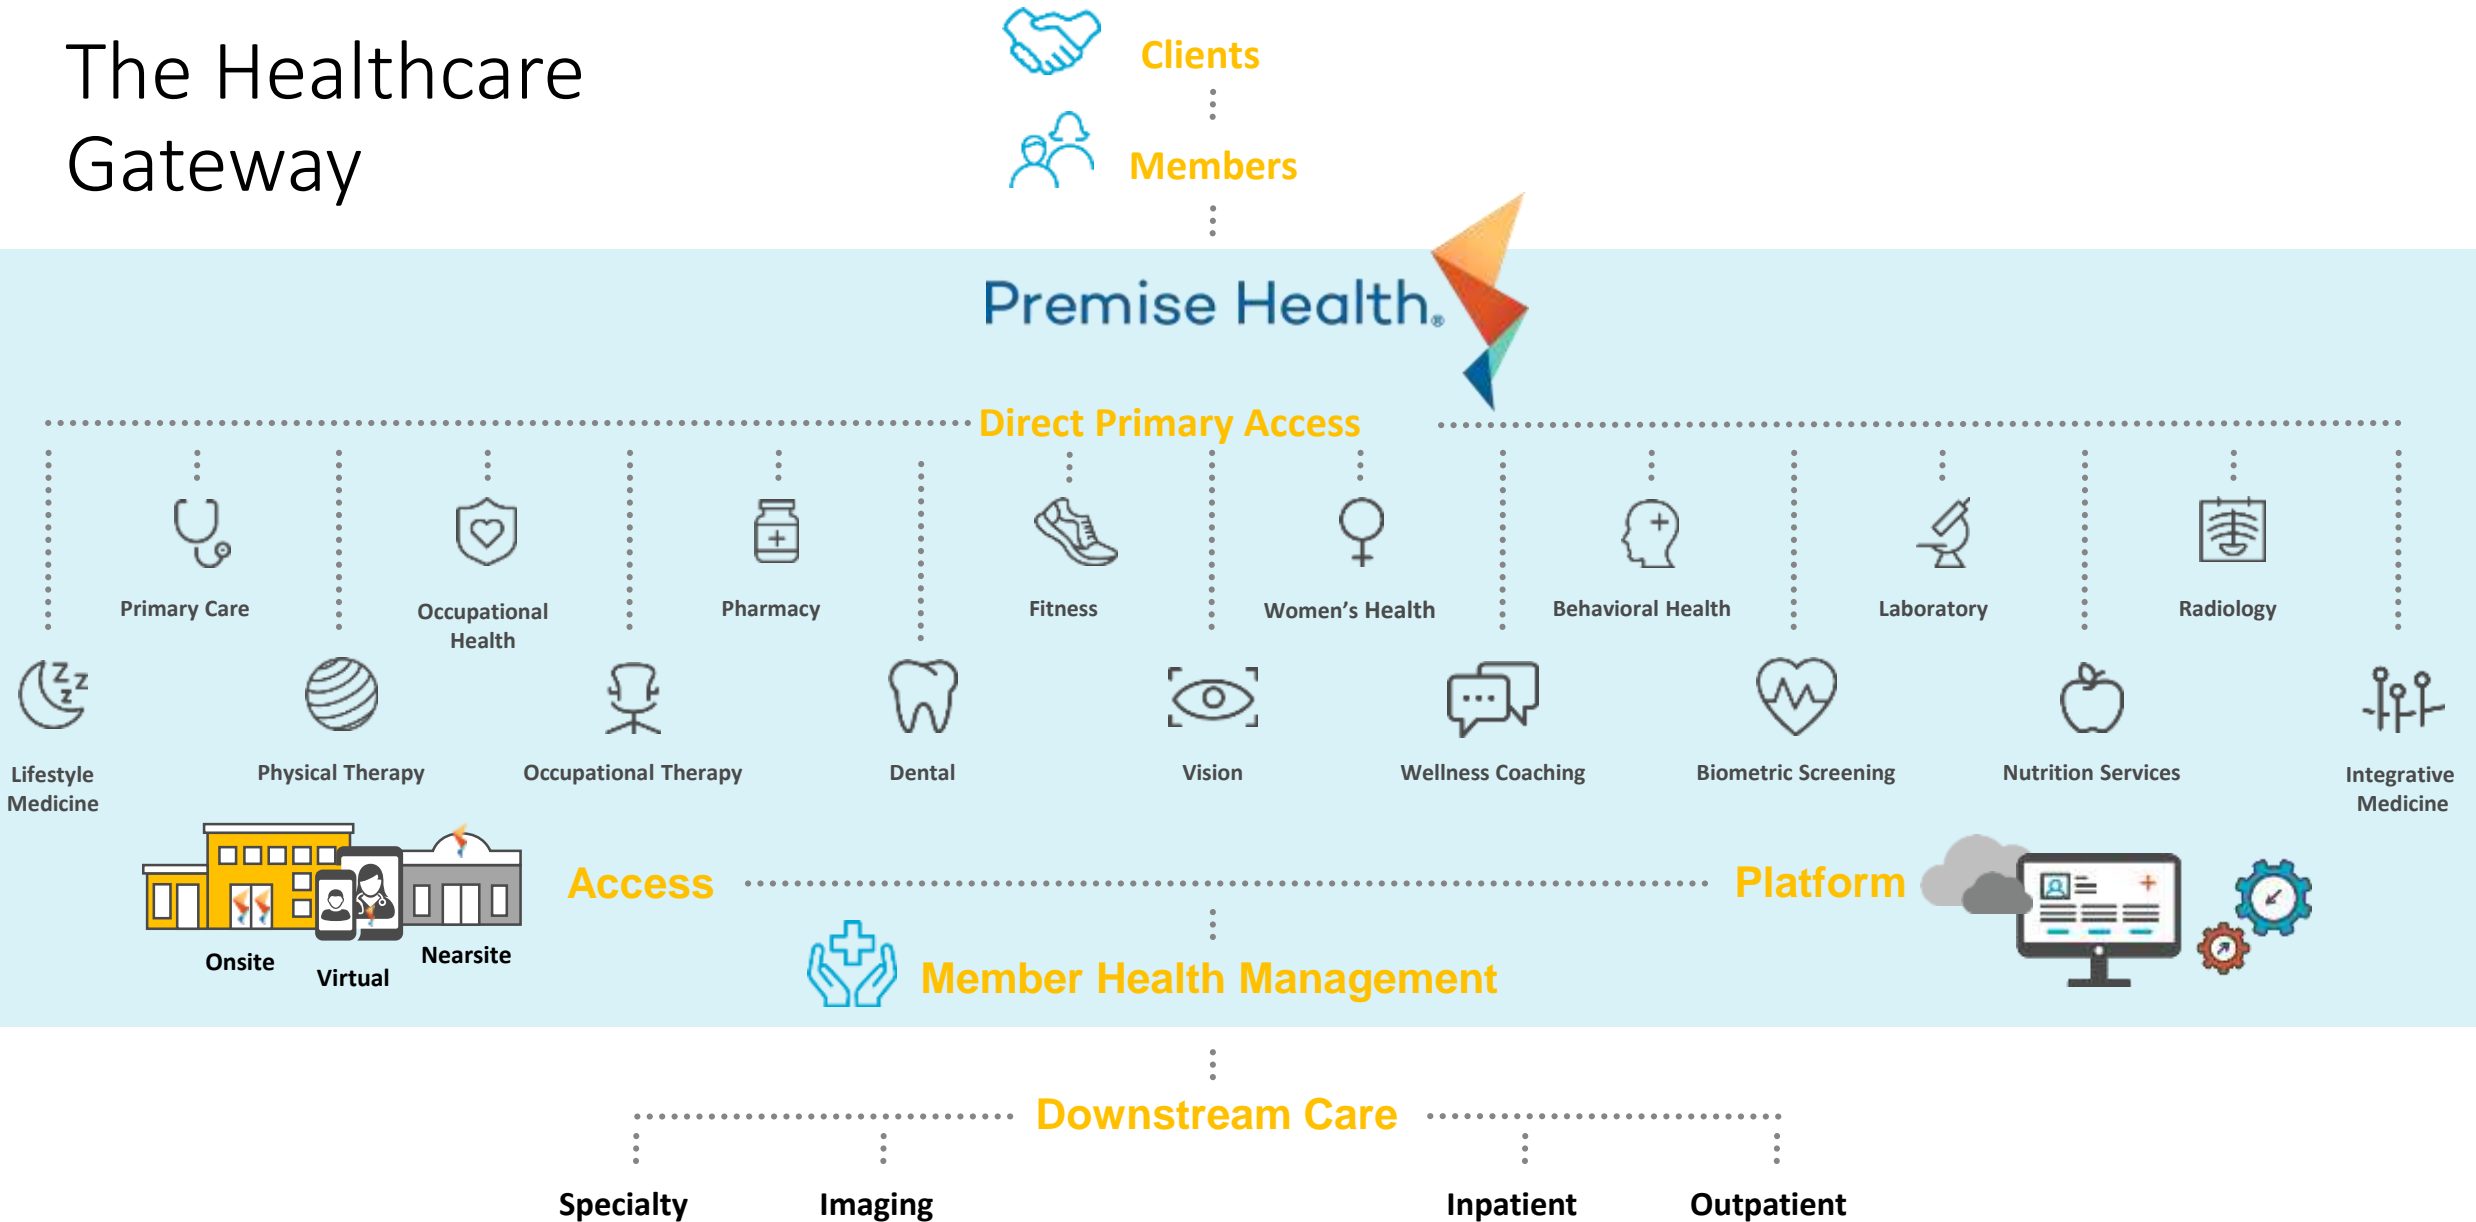 The Healthcare
Gateway
Clients
Members
Premise Health®
Direct Primary Access
Primary Care
Occupational
Health
Pharmacy
Fitness
Women's Health
Behavioral Health
Laboratory
Radiology
Lifestyle
Medicine
Physical Therapy
Occupational Therapy
Dental
Vision
Wellness Coaching
Biometric Screening
Nutrition Services
Integrative
Medicine
Access
Platform
Onsite
Virtual
Nearsite
Member Health Management
Downstream Care
Specialty
Imaging
Inpatient
Outpatient